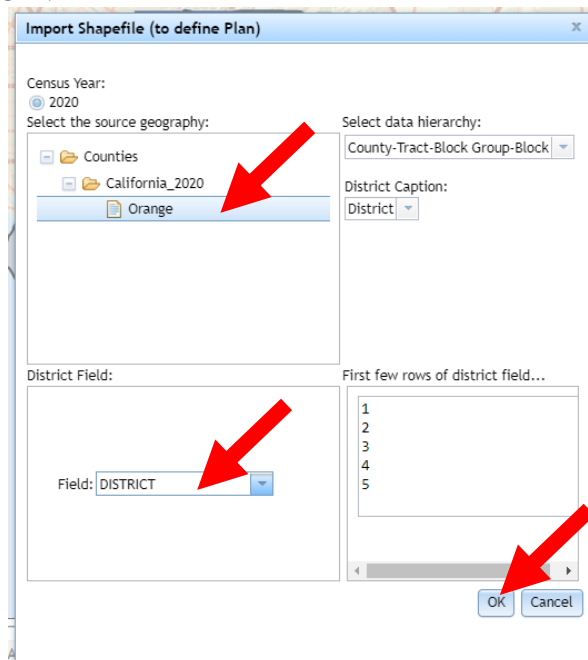 Import Shapefile (to define Plan)
x
Census Year:
2020
Select the source geography:
Select data hierarchy:
Counties
County-Tract-Block Group-Block
California_2020
District Caption:
Orange
District
District Field:
First few rows of district field...
1
2
3
4
5
Field: DISTRICT
OK
Cancel